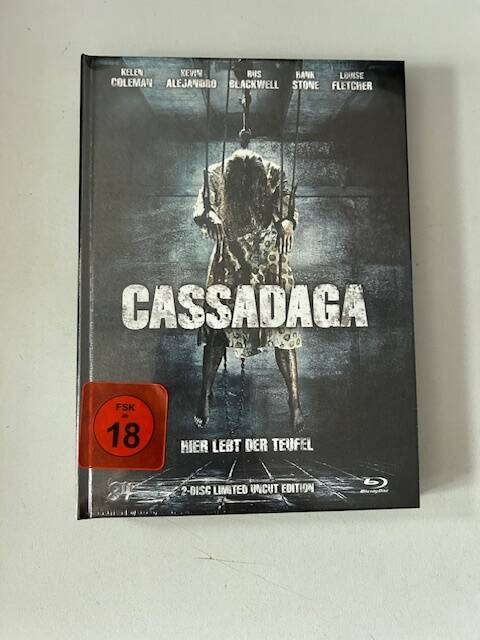 KELEN KEVIN RUS HANK LOUISE
COLEMAN ALEJANDRO BLACKWELL STONE FLETCHER
CASSADAGA
FSK
ab
18
HIER LEBT DER TEUFEL
2-DISC LIMITED UNCUT EDITION
Blu-ray Disc